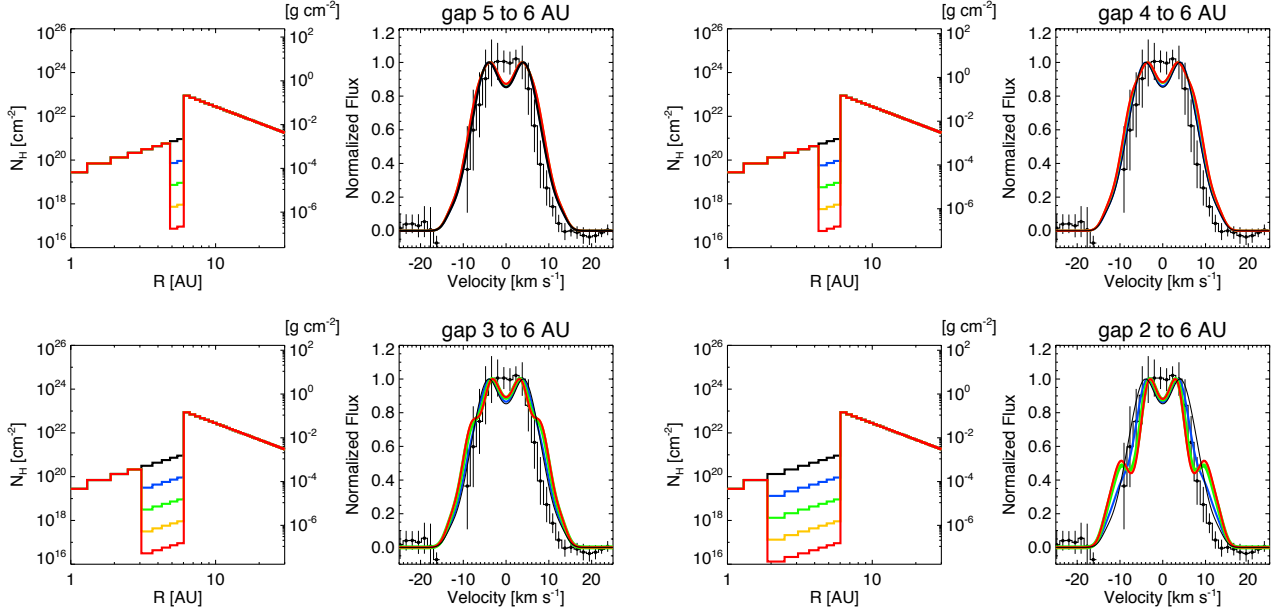 [g cm⁻²]
gap 5 to 6 AU
[g cm⁻²]
gap 4 to 6 AU
10²⁶ 10²⁴ 10²² 10²⁰ 10¹⁸ 10¹⁶
N_H [cm⁻²]
10² 10⁰ 10⁻² 10⁻⁴ 10⁻⁶
1 10
R [AU]
1.2 1.0 0.8 0.6 0.4 0.2 0.0
Normalized Flux
-20 -10 0 10 20
Velocity [km s⁻¹]
10²⁶ 10²⁴ 10²² 10²⁰ 10¹⁸ 10¹⁶
N_H [cm⁻²]
10² 10⁰ 10⁻² 10⁻⁴ 10⁻⁶
1 10
R [AU]
1.2 1.0 0.8 0.6 0.4 0.2 0.0
Normalized Flux
-20 -10 0 10 20
Velocity [km s⁻¹]
[g cm⁻²]
gap 3 to 6 AU
[g cm⁻²]
gap 2 to 6 AU
10²⁶ 10²⁴ 10²² 10²⁰ 10¹⁸ 10¹⁶
N_H [cm⁻²]
10² 10⁰ 10⁻² 10⁻⁴ 10⁻⁶
1 10
R [AU]
1.2 1.0 0.8 0.6 0.4 0.2 0.0
Normalized Flux
-20 -10 0 10 20
Velocity [km s⁻¹]
10²⁶ 10²⁴ 10²² 10²⁰ 10¹⁸ 10¹⁶
N_H [cm⁻²]
10² 10⁰ 10⁻² 10⁻⁴ 10⁻⁶
1 10
R [AU]
1.2 1.0 0.8 0.6 0.4 0.2 0.0
Normalized Flux
-20 -10 0 10 20
Velocity [km s⁻¹]